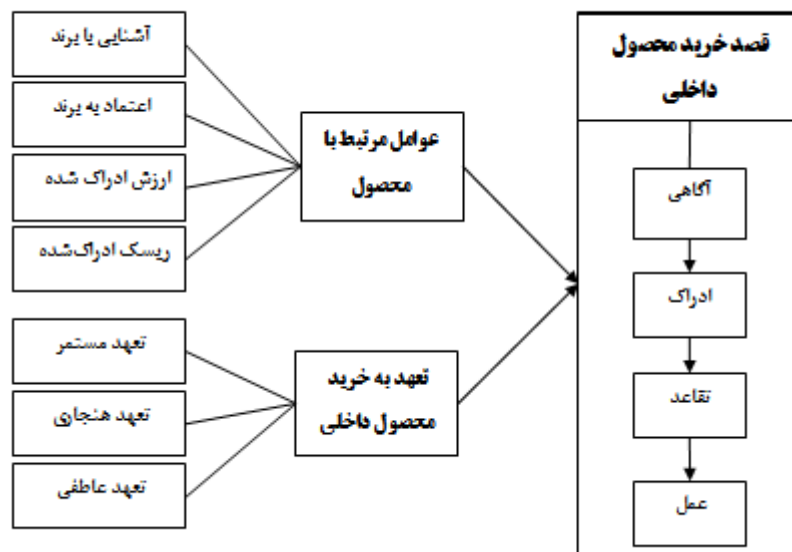 قصد خرید محصول
داخلی
آگاهی
ادراک
تقاعد
عمل
عوامل مرتبط با
محصول
تعهد به خرید
محصول داخلی
آشنایی با برند
اعتماد به برند
ارزش ادراک شده
ریسک ادراک‌شده
تعهد مستمر
تعهد هنجاری
تعهد عاطفی